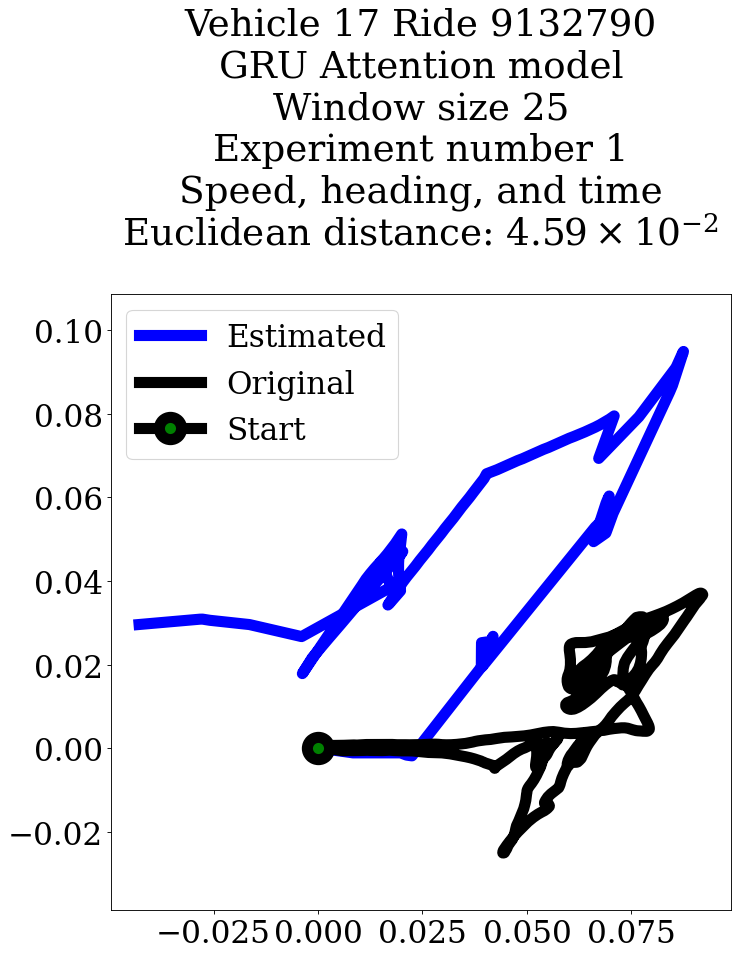 Vehicle 17 Ride 9132790
GRU Attention model
Window size 25
Experiment number 1
Speed, heading, and time
Euclidean distance: 4.59 × 10⁻²
Estimated
Original
Start
0.10
0.08
0.06
0.04
0.02
0.00
−0.02
−0.025 0.000 0.025 0.050 0.075